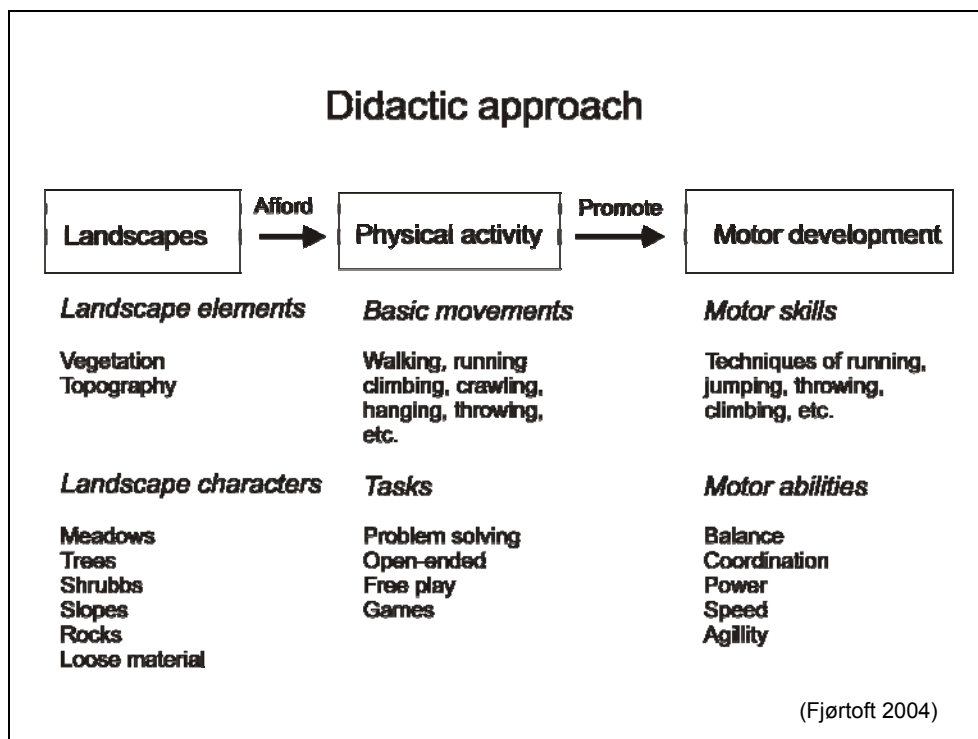 Didactic approach
Landscapes
Afford
Physical activity
Promote
Motor development
Landscape elements
Vegetation
Topography
Basic movements
Walking, running
climbing, crawling,
hanging, throwing,
etc.
Motor skills
Techniques of running,
jumping, throwing,
climbing, etc.
Landscape characters
Meadows
Trees
Shrubbs
Slopes
Rocks
Loose material
Tasks
Problem solving
Open-ended
Free play
Games
Motor abilities
Balance
Coordination
Power
Speed
Agillity
(Fjørtoft 2004)